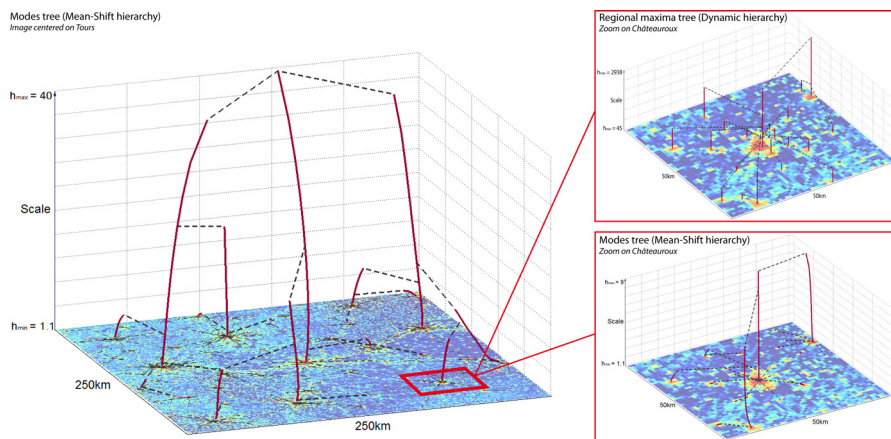 Modes tree (Mean-Shift hierarchy)
Image centered on Tours
hmax = 40
Scale
hmin = 1.1
250km
250km
Regional maxima tree (Dynamic hierarchy)
Zoom on Châteauroux
hmax = 2938
Scale
hmin = 45
50km
50km
Modes tree (Mean-Shift hierarchy)
Zoom on Châteauroux
hmax = 9
Scale
hmin = 1.1
50km
50km